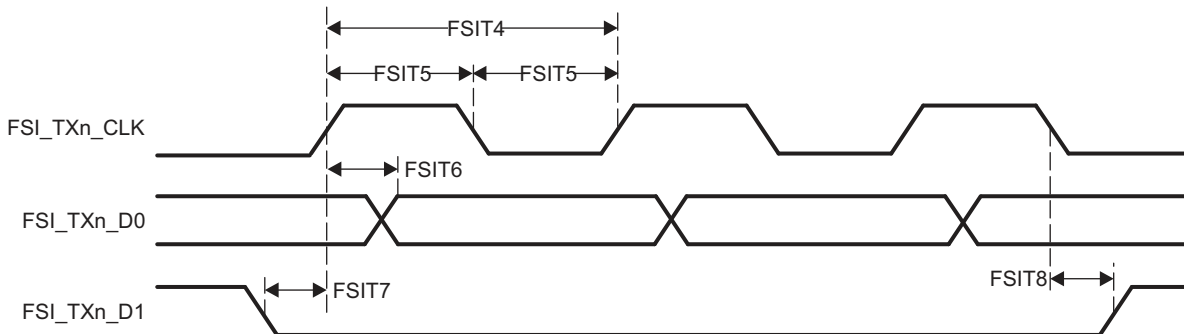 FSIT4
FSIT5
FSIT5
FSI_TXn_CLK
FSIT6
FSI_TXn_D0
FSIT8
FSIT7
FSI_TXn_D1